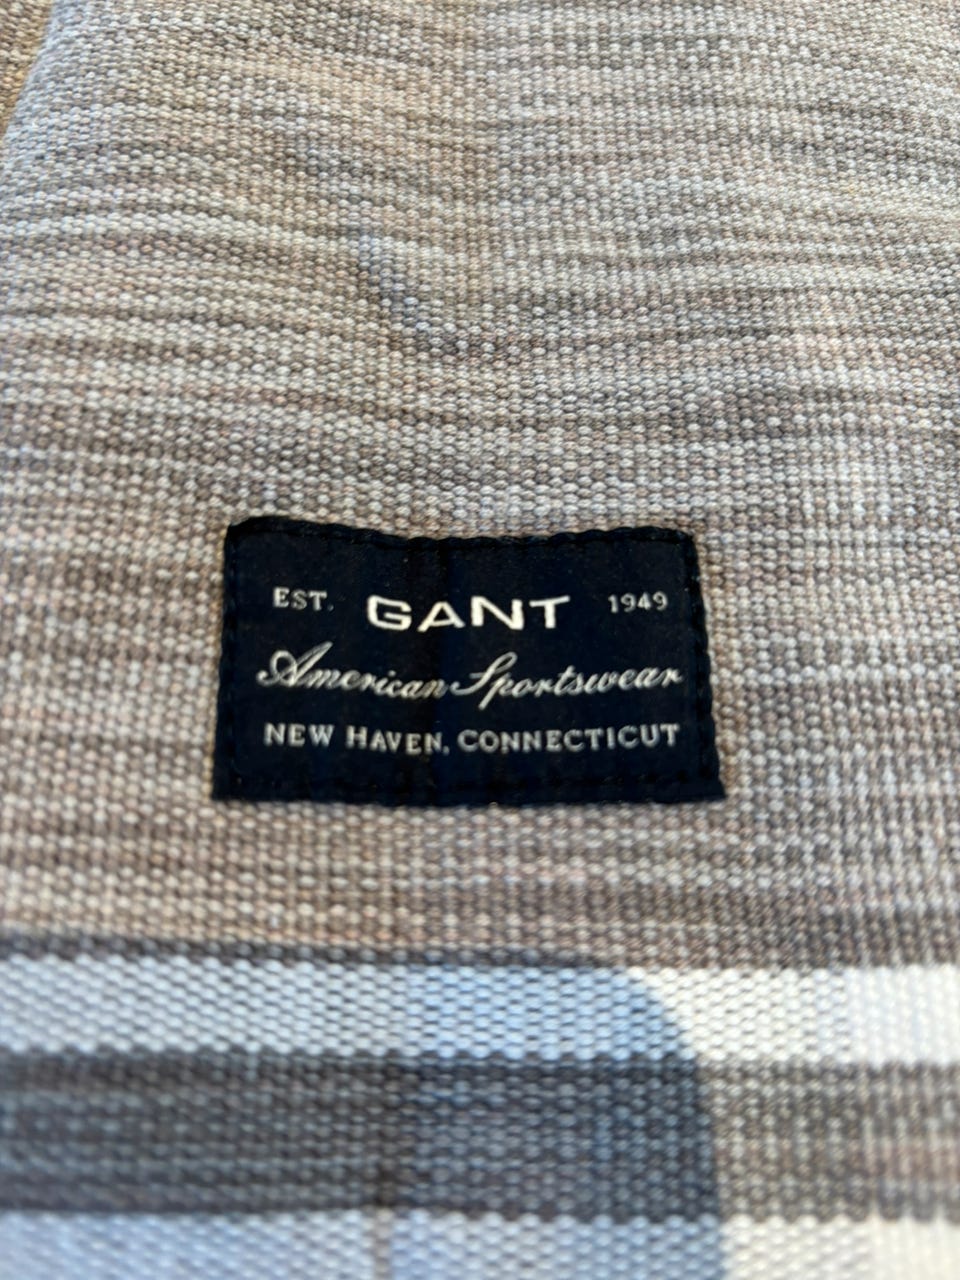 EST. GANT 1949
American Sportswear
NEW HAVEN, CONNECTICUT